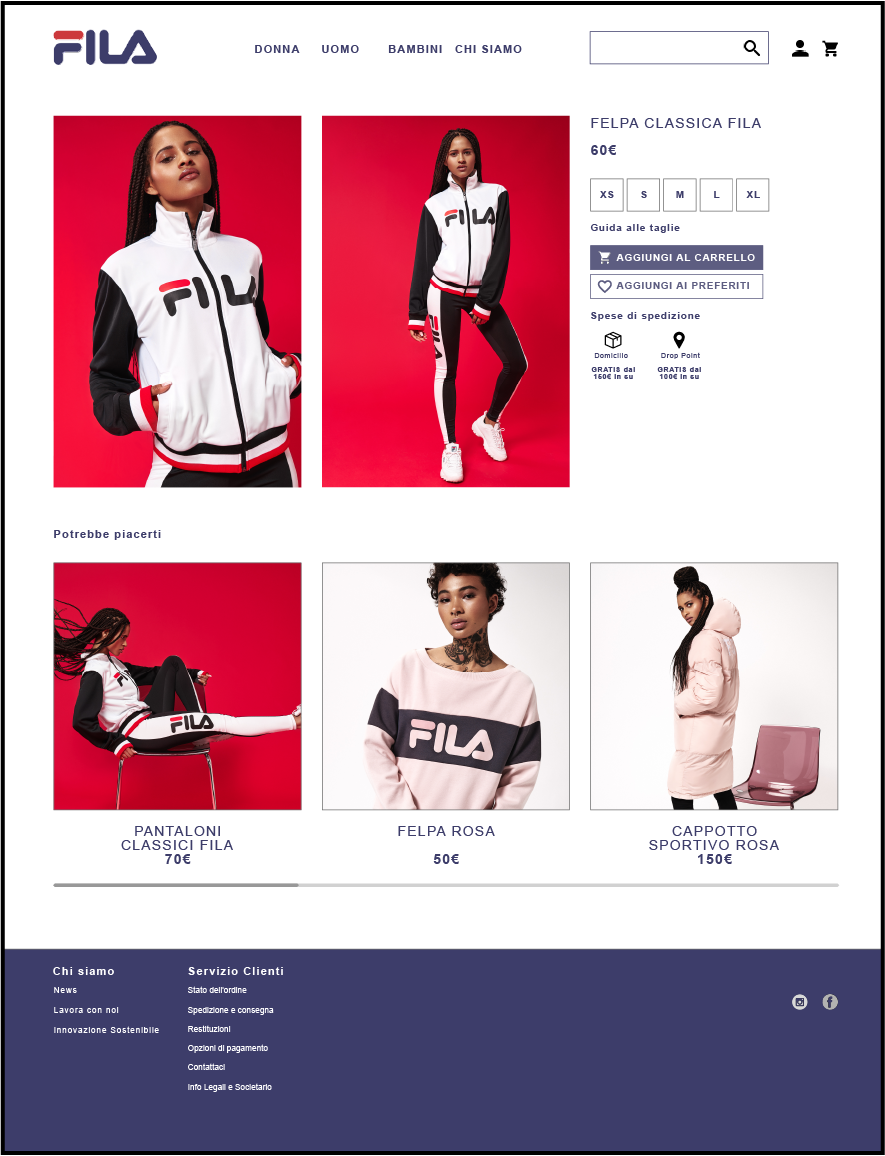 FILA
DONNA UOMO BAMBINI CHI SIAMO
FILA
FILA
FELPA CLASSICA FILA
60€
XS S M L XL
Guida alle taglie
AGGIUNGI AL CARRELLO
AGGIUNGI AI PREFERITI
Spese di spedizione
Domicilio Drop Point
GRATIS dai GRATIS dai
150€ in su 100€ in su
Potrebbe piacerti
FILA
FILA
PANTALONI
CLASSICI FILA
70€
FELPA ROSA
50€
CAPPOTTO
SPORTIVO ROSA
150€
Chi siamo
News
Lavora con noi
Innovazione Sostenibile
Servizio Clienti
Stato dell'ordine
Spedizione e consegna
Restituzioni
Opzioni di pagamento
Contattaci
Info Legali e Societario